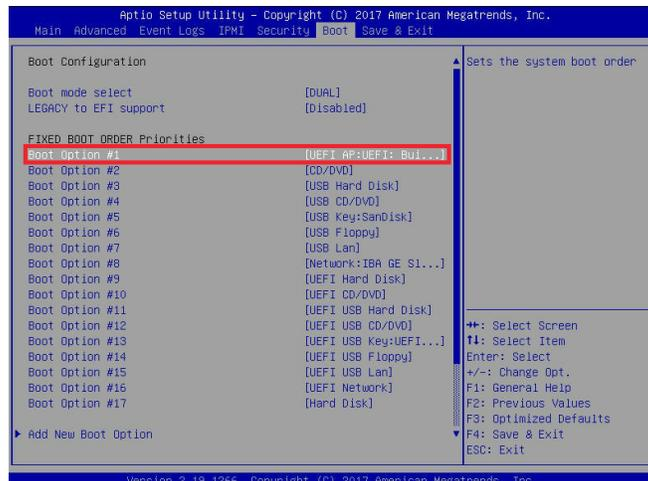 Aptio Setup Utility – Copyright (C) 2017 American Megatrends, Inc.
Main Advanced Event Logs IPMI Security Boot Save & Exit
Boot Configuration
Sets the system boot order
Boot mode select [DUAL]
LEGACY to EFI support [Disabled]
FIXED BOOT ORDER Priorities
Boot Option #1 [UEFI AP:UEFI: Bui...]
Boot Option #2 [CD/DVD]
Boot Option #3 [USB Hard Disk]
Boot Option #4 [USB CD/DVD]
Boot Option #5 [USB Key:SanDisk]
Boot Option #6 [USB Floppy]
Boot Option #7 [USB Lan]
Boot Option #8 [Network:IBA GE Sl...]
Boot Option #9 [UEFI Hard Disk]
Boot Option #10 [UEFI CD/DVD]
Boot Option #11 [UEFI USB Hard Disk]
Boot Option #12 [UEFI USB CD/DVD]
Boot Option #13 [UEFI USB Key:UEFI...]
Boot Option #14 [UEFI USB Floppy]
Boot Option #15 [UEFI USB Lan]
Boot Option #16 [UEFI Network]
Boot Option #17 [Hard Disk]
Add New Boot Option
→←: Select Screen
↑↓: Select Item
Enter: Select
+/-: Change Opt.
F1: General Help
F2: Previous Values
F3: Optimized Defaults
F4: Save & Exit
ESC: Exit
Version 2.19.1266. Copyright (C) 2017 American Megatrends, Inc.